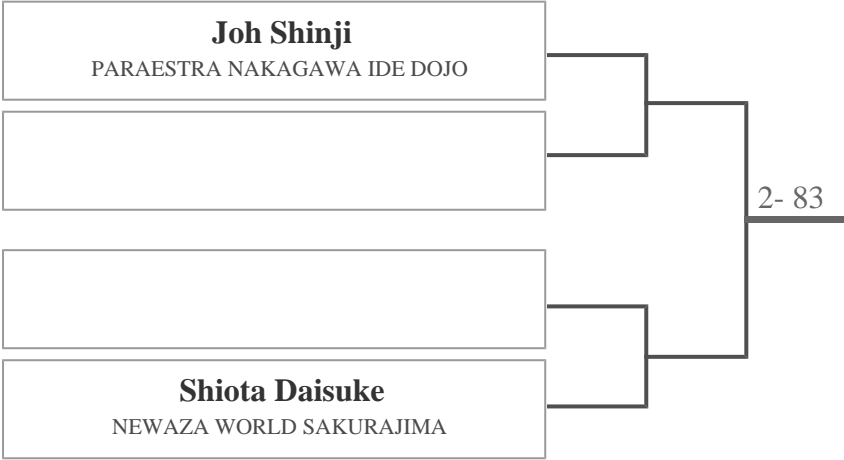 Joh Shinji
PARAESTRA NAKAGAWA IDE DOJO
2- 83
Shiota Daisuke
NEWAZA WORLD SAKURAJIMA